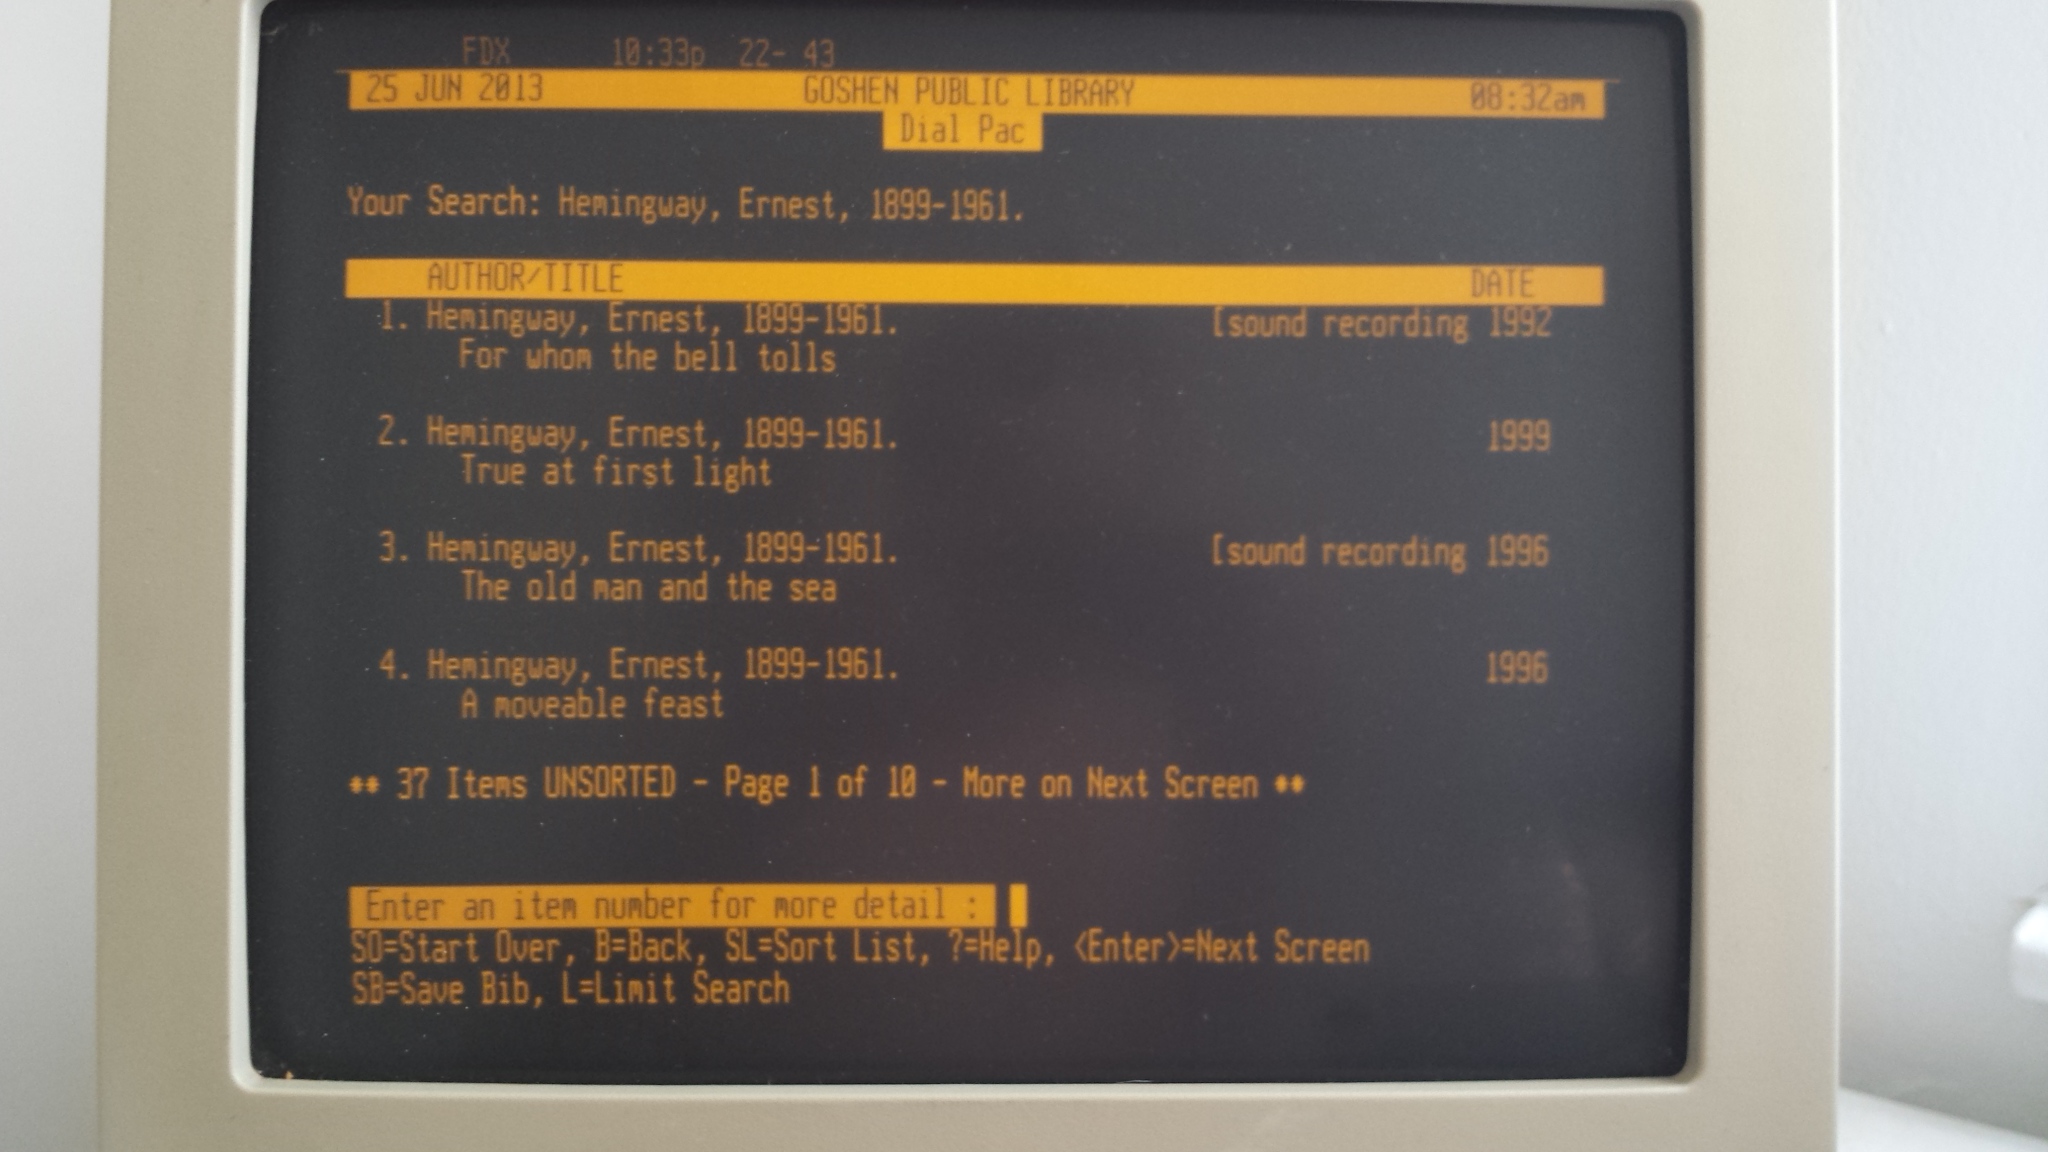 FDX 10:33p 22- 43
25 JUN 2013 GOSHEN PUBLIC LIBRARY 08:32am
Dial Pac
Your Search: Hemingway, Ernest, 1899-1961.
AUTHOR/TITLE DATE
1. Hemingway, Ernest, 1899-1961. [sound recording 1992
For whom the bell tolls
2. Hemingway, Ernest, 1899-1961. 1999
True at first light
3. Hemingway, Ernest, 1899-1961. [sound recording 1996
The old man and the sea
4. Hemingway, Ernest, 1899-1961. 1996
A moveable feast
** 37 Items UNSORTED - Page 1 of 10 - More on Next Screen **
Enter an item number for more detail :
SO=Start Over, B=Back, SL=Sort List, ?=Help, <Enter>=Next Screen
SB=Save Bib, L=Limit Search